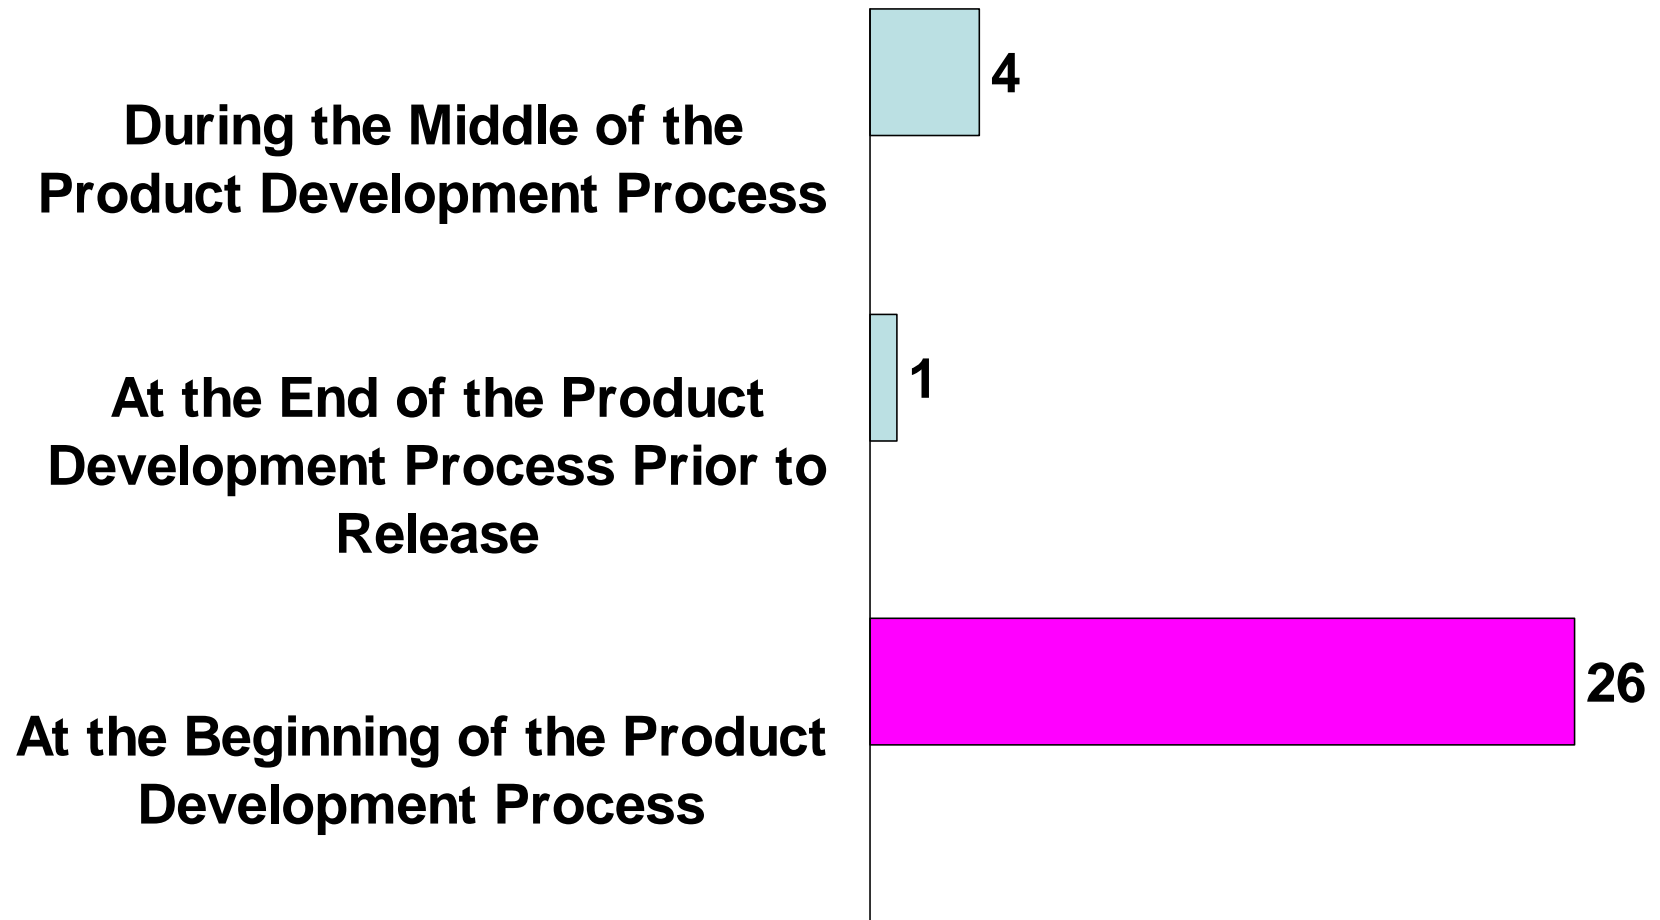 4
During the Middle of the
Product Development Process
1
At the End of the Product
Development Process Prior to
Release
26
At the Beginning of the Product
Development Process